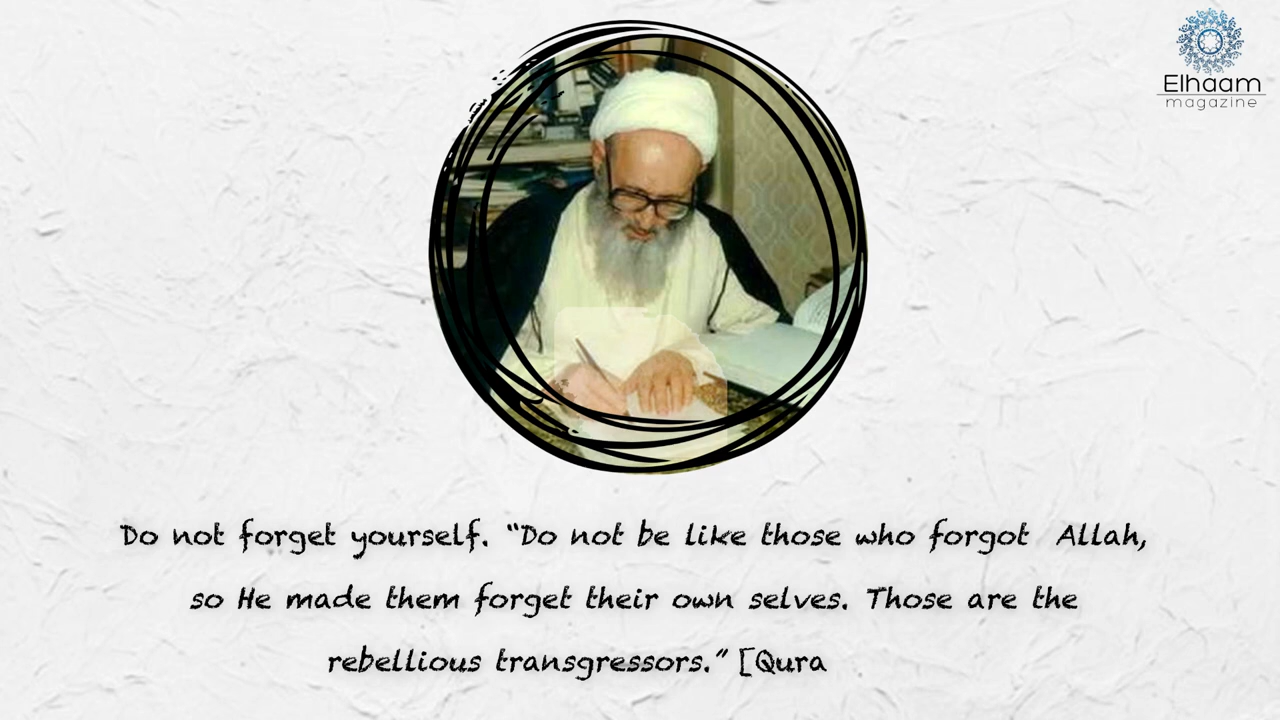 Elhaam
magazine
Do not forget yourself. “Do not be like those who forgot Allah,
so He made them forget their own selves. Those are the
rebellious transgressors.” [Qura